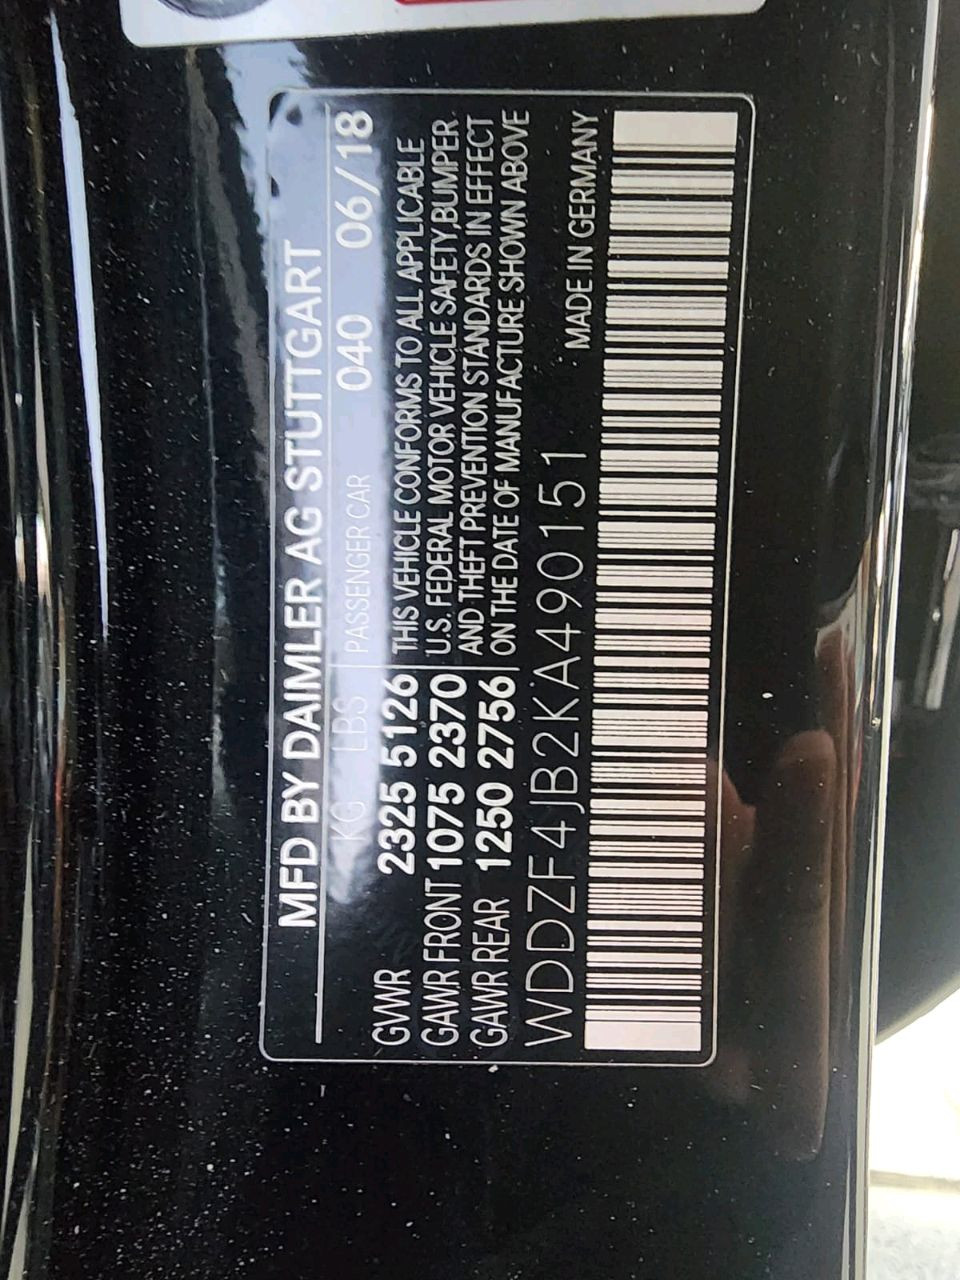 MFD BY DAIMLER AG STUTTGART
KG LBS PASSENGER CAR 040 06/18
GVWR 2325 5126 THIS VEHICLE CONFORMS TO ALL APPLICABLE
GAWR FRONT 1075 2370 U.S. FEDERAL MOTOR VEHICLE SAFETY,BUMPER
GAWR REAR 1250 2756 AND THEFT PREVENTION STANDARDS IN EFFECT
ON THE DATE OF MANUFACTURE SHOWN ABOVE
WDDZF4JB2KA490151 MADE IN GERMANY